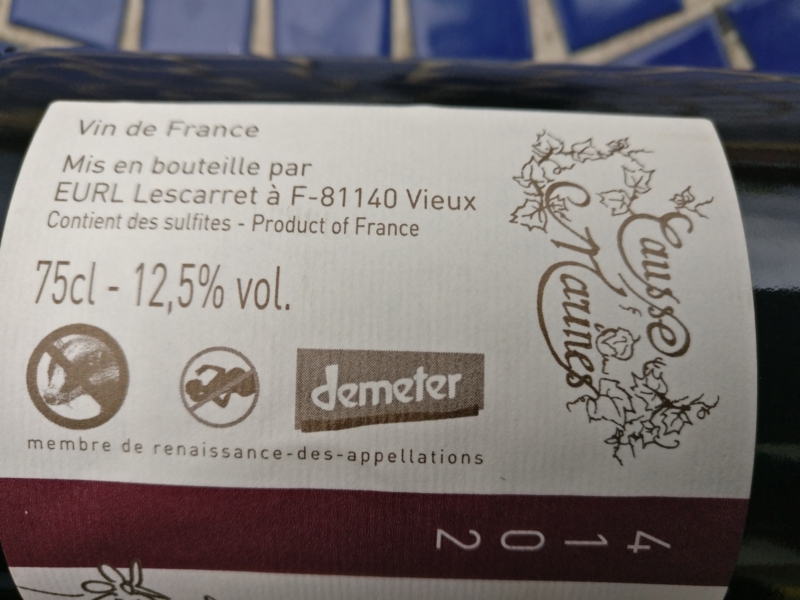 Vin de France
Mis en bouteille par
EURL Lescarret à F-81140 Vieux
Contient des sulfites - Product of France
75cl - 12,5% vol.
demeter
membre de renaissance-des-appellations
Causse
Marines
2014